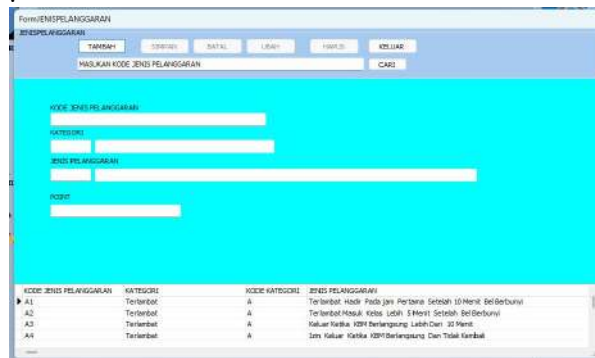 FormJENISPELANGGARAN
JENISPELANGGARAN
TAMBAH SIMPAN BATAL UBAH HAPUS KELUAR
MASUKAN KODE JENIS PELANGGARAN CARI
KODE JENIS PELANGGARAN
KATEGORI
JENIS PELANGGARAN
POINT
KODE JENIS PELANGGARAN KATEGORI KODE KATEGORI JENIS PELANGGARAN
A1 Terlambat A Terlambat Hadir Pada jam Pertama Setelah 10 Menit Bel Berbunyi
A2 Terlambat A Terlambat Masuk Kelas Lebih 5 Menit Setelah Bel Berbunyi
A3 Terlambat A Keluar Ketika KBM Berlangsung Lebih Dari 10 Menit
A4 Terlambat A Izin Keluar Ketika KBM Berlangsung Dan Tidak Kembali